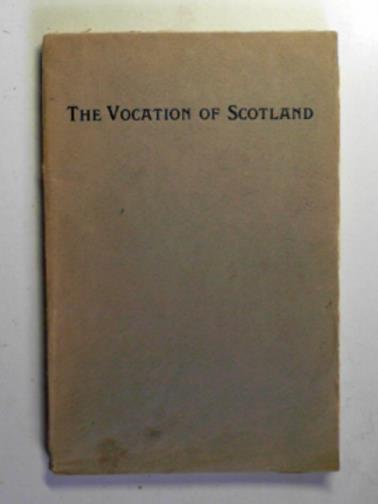 THE VOCATION OF SCOTLAND